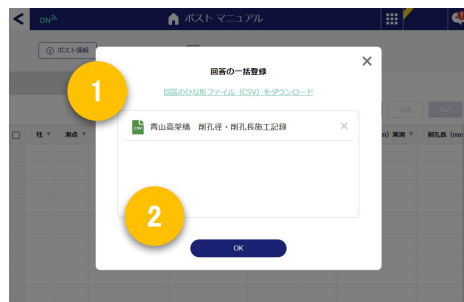 ON
ポスト マニュアル
ポスト情報
回答の一括登録
1
回答のひな形ファイル（CSV）をダウンロード
柱
測点
CSV
青山高架橋　削孔径・削孔長施工記録
m）実測
削孔長（mm
2
OK